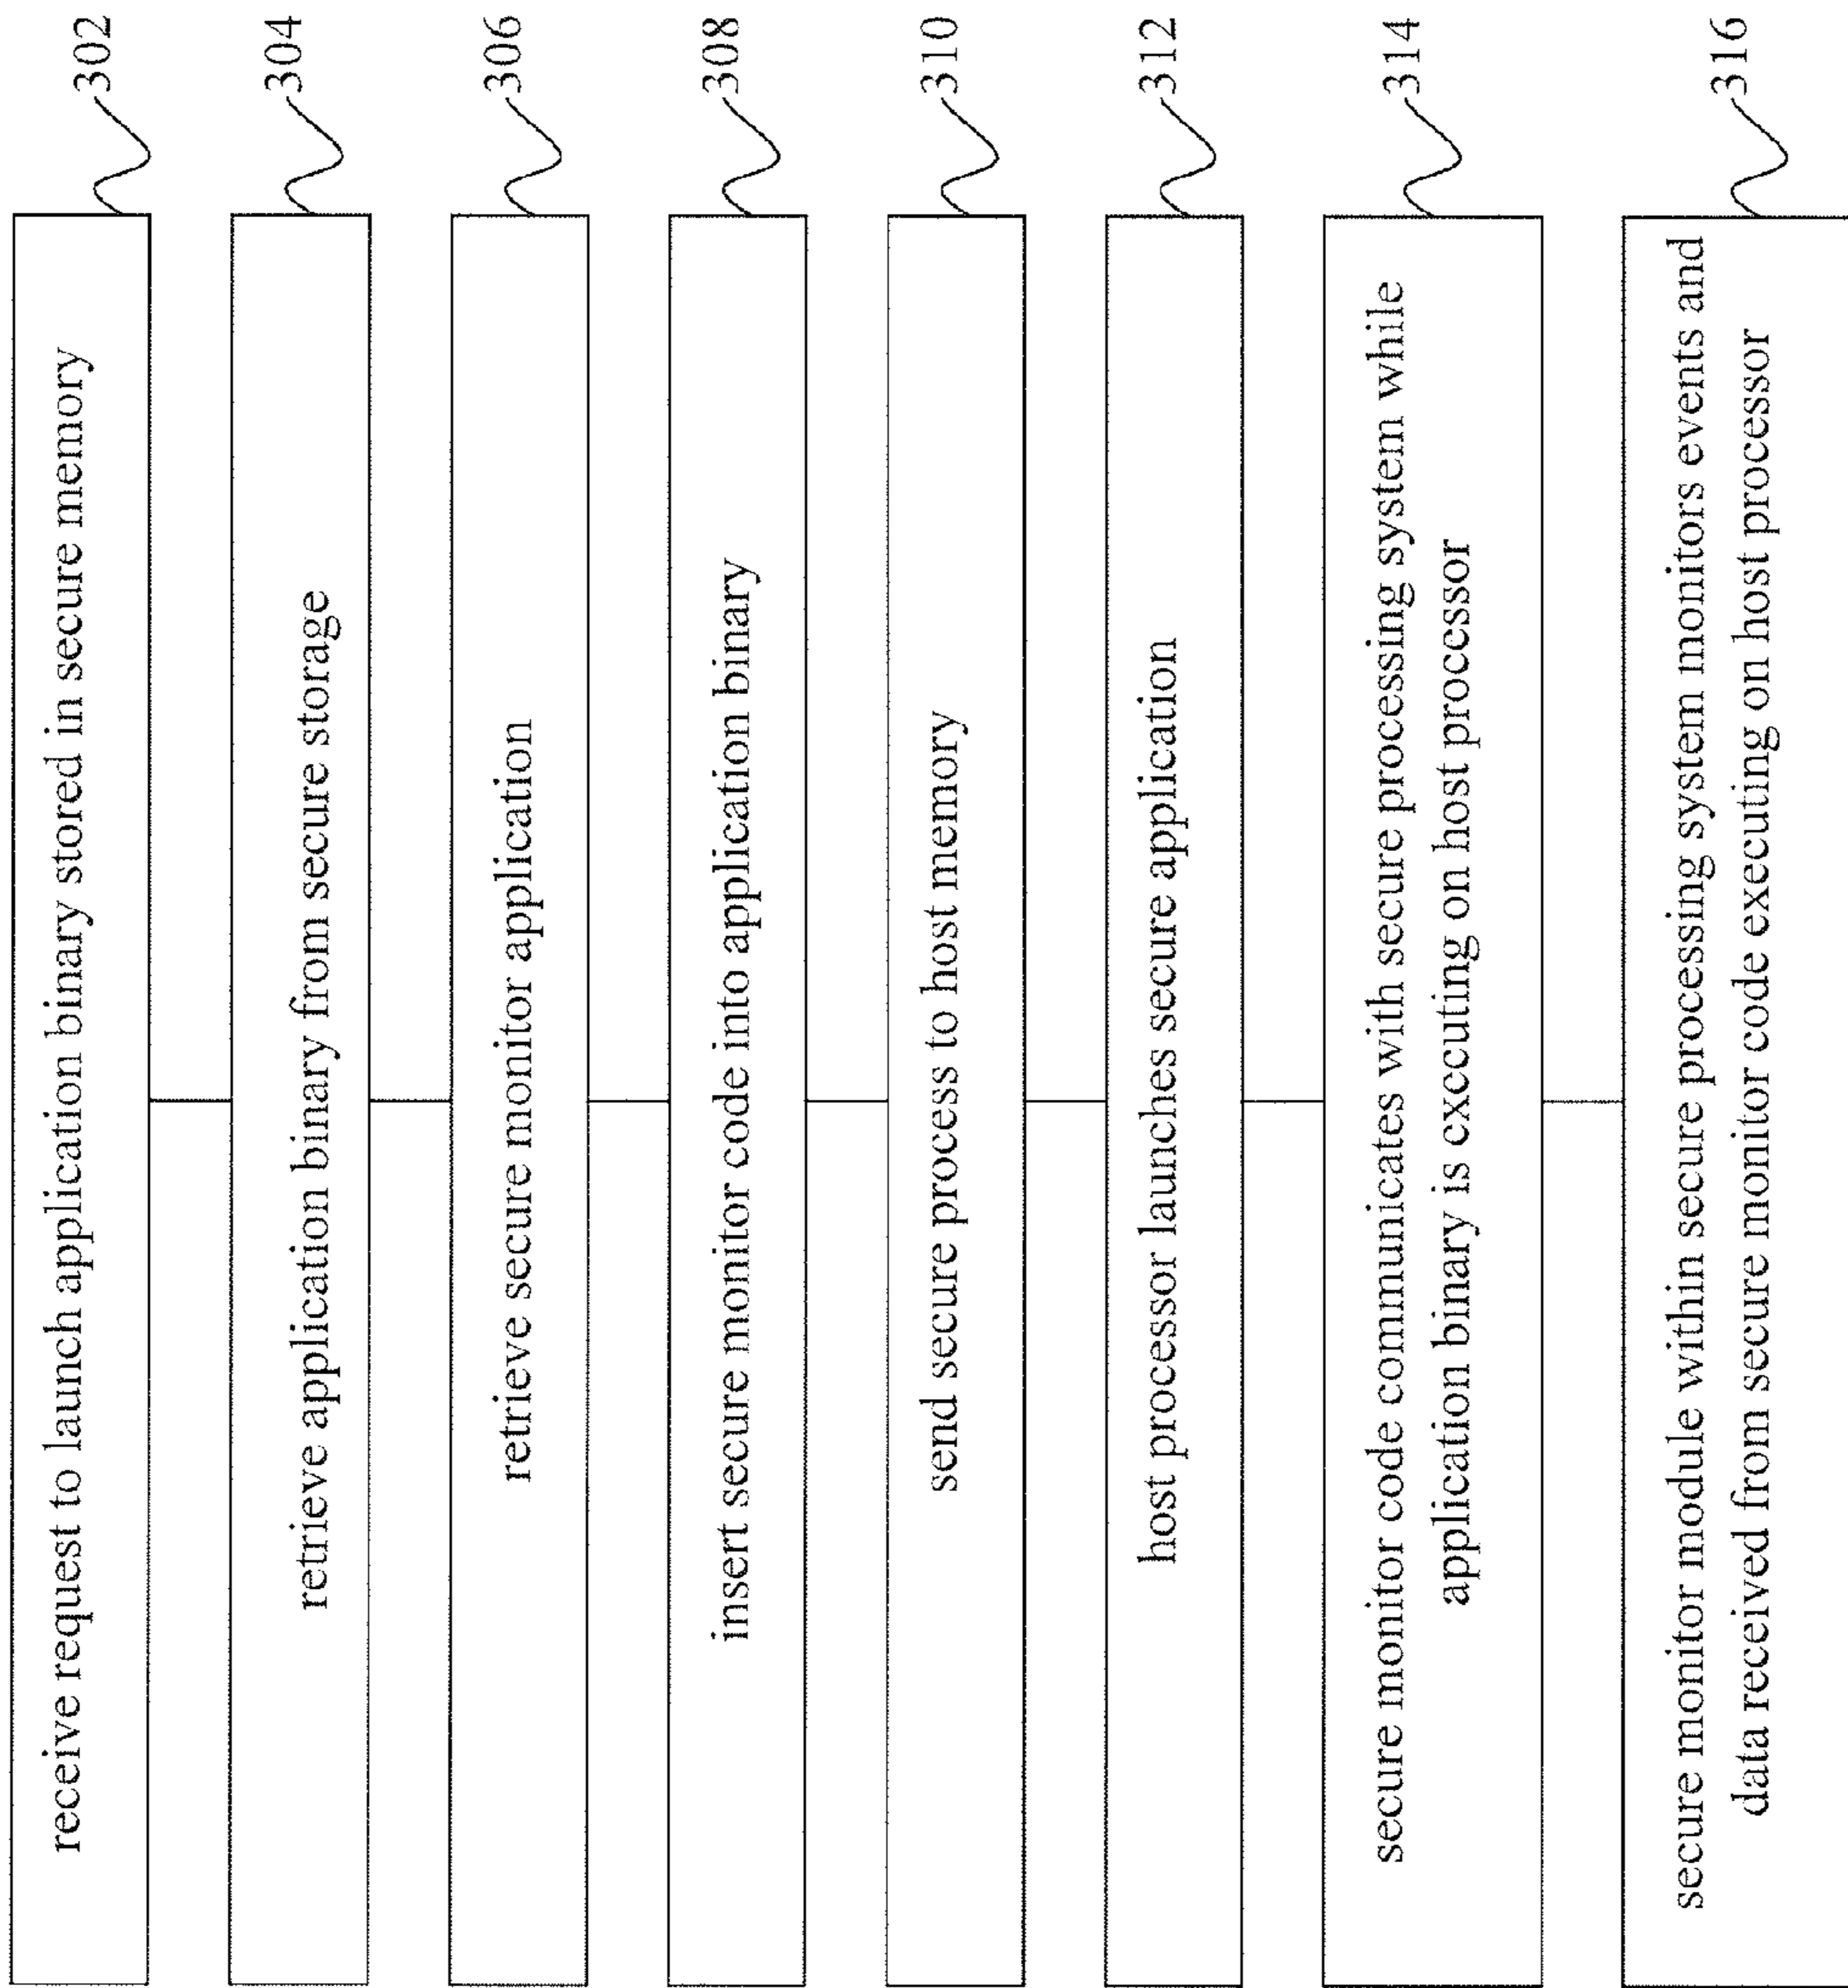 receive request to launch application binary stored in secure memory
302
retrieve application binary from secure storage
304
retrieve secure monitor application
306
insert secure monitor code into application binary
308
send secure process to host memory
310
host processor launches secure application
312
secure monitor code communicates with secure processing system while
application binary is executing on host processor
314
secure monitor module within secure processing system monitors events and
data received from secure monitor code executing on host processor
316